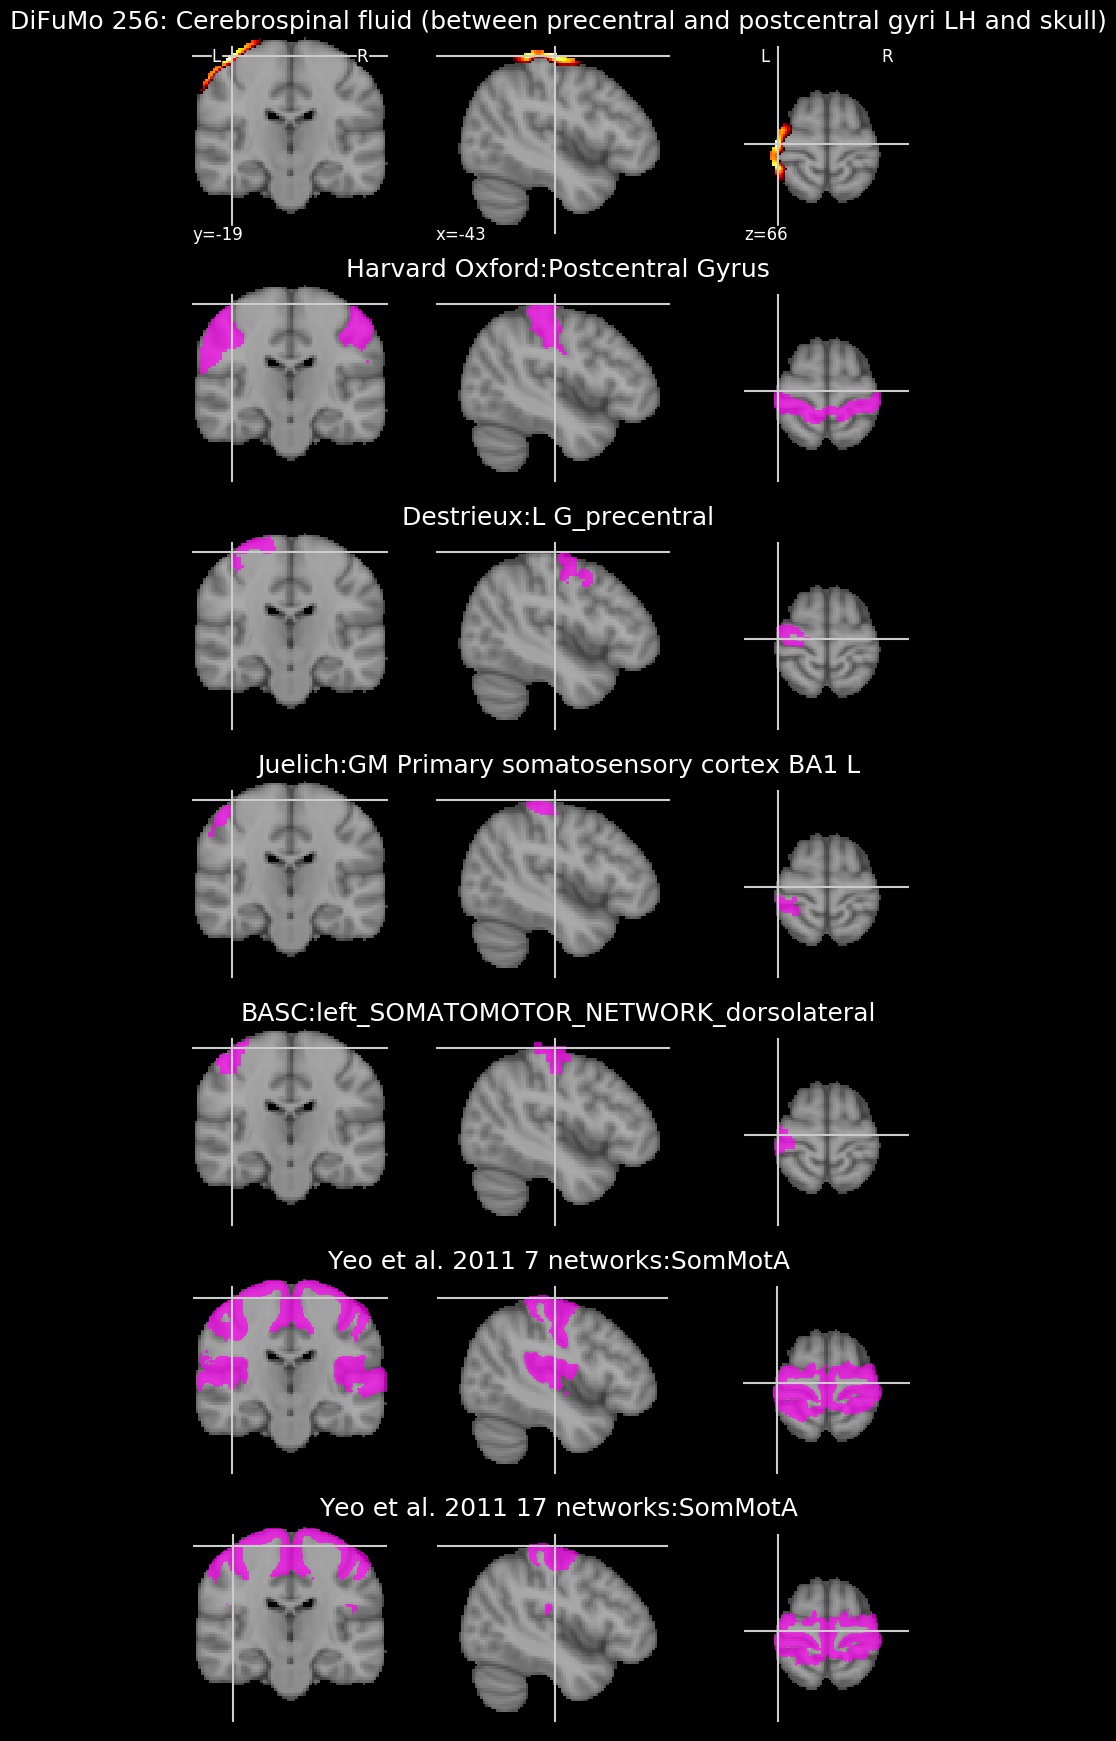 DiFuMo 256: Cerebrospinal fluid (between precentral and postcentral gyri LH and skull)
L R L R
y=-19 x=-43 z=66
Harvard Oxford:Postcentral Gyrus
Destrieux:L G_precentral
Juelich:GM Primary somatosensory cortex BA1 L
BASC:left_SOMATOMOTOR_NETWORK_dorsolateral
Yeo et al. 2011 7 networks:SomMotA
Yeo et al. 2011 17 networks:SomMotA